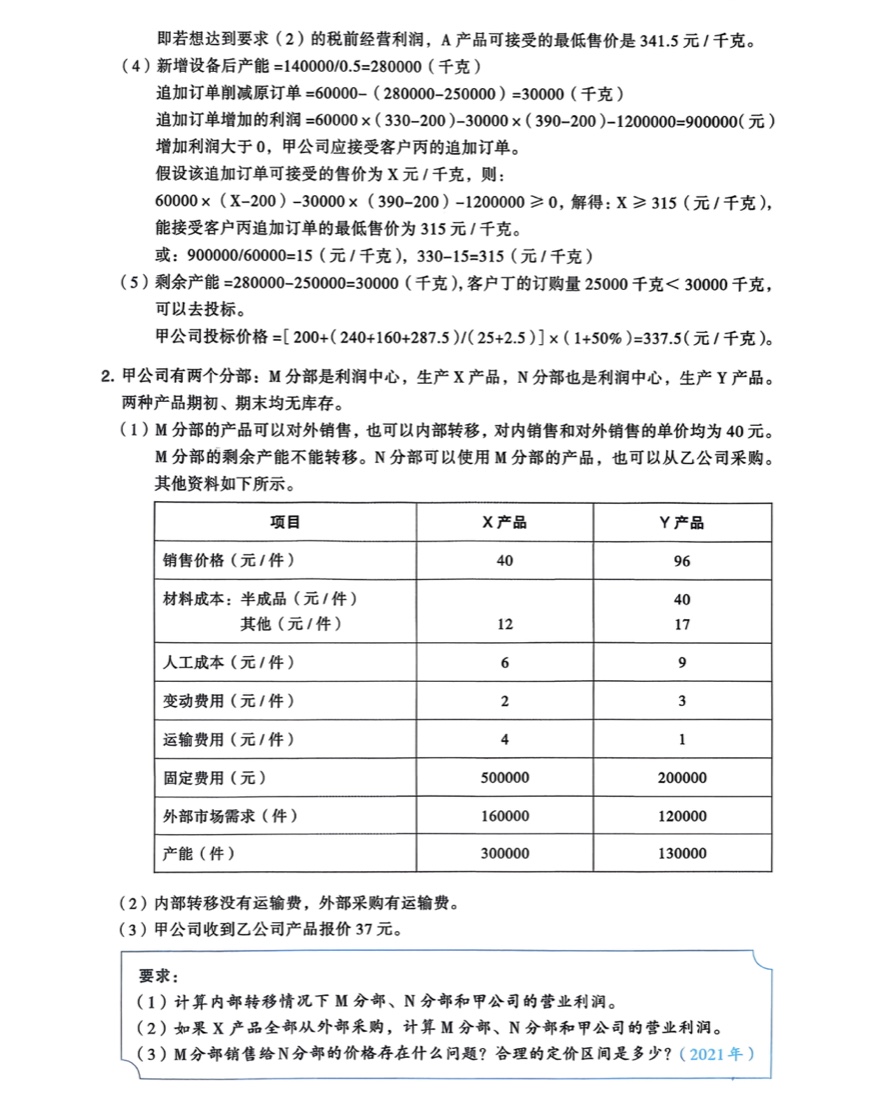 即若想达到要求（2）的税前经营利润，A 产品可接受的最低售价是 341.5 元 / 千克。
（4）新增设备后产能 =140000/0.5=280000（千克）
追加订单削减原订单 =60000-（280000-250000）=30000（千克）
追加订单增加的利润 =60000×（330-200）-30000×（390-200）-1200000=900000（元）
增加利润大于 0，甲公司应接受客户丙的追加订单。
假设该追加订单可接受的售价为 X 元 / 千克，则：
60000×（X-200）-30000×（390-200）-1200000 ≥ 0，解得：X ≥ 315（元 / 千克），
能接受客户丙追加订单的最低售价为 315 元 / 千克。
或：900000/60000=15（元 / 千克），330-15=315（元 / 千克）
（5）剩余产能 =280000-250000=30000（千克），客户丁的订购量 25000 千克＜ 30000 千克，
可以去投标。
甲公司投标价格 =[ 200+（240+160+287.5）/（25+2.5）]×（1+50%）=337.5（元 / 千克）。
2. 甲公司有两个分部：M 分部是利润中心，生产 X 产品，N 分部也是利润中心，生产 Y 产品。
两种产品期初、期末均无库存。
（1）M 分部的产品可以对外销售，也可以内部转移，对内销售和对外销售的单价均为 40 元。
M 分部的剩余产能不能转移。N 分部可以使用 M 分部的产品，也可以从乙公司采购。
其他资料如下所示。
项目 X 产品 Y 产品
销售价格（元 / 件） 40 96
材料成本：半成品（元 / 件） 40
其他（元 / 件） 12 17
人工成本（元 / 件） 6 9
变动费用（元 / 件） 2 3
运输费用（元 / 件） 4 1
固定费用（元） 500000 200000
外部市场需求（件） 160000 120000
产能（件） 300000 130000
（2）内部转移没有运输费，外部采购有运输费。
（3）甲公司收到乙公司产品报价 37 元。
要求：
（1）计算内部转移情况下 M 分部、N 分部和甲公司的营业利润。
（2）如果 X 产品全部从外部采购，计算 M 分部、N 分部和甲公司的营业利润。
（3）M分部销售给N分部的价格存在什么问题？合理的定价区间是多少？（2021年）